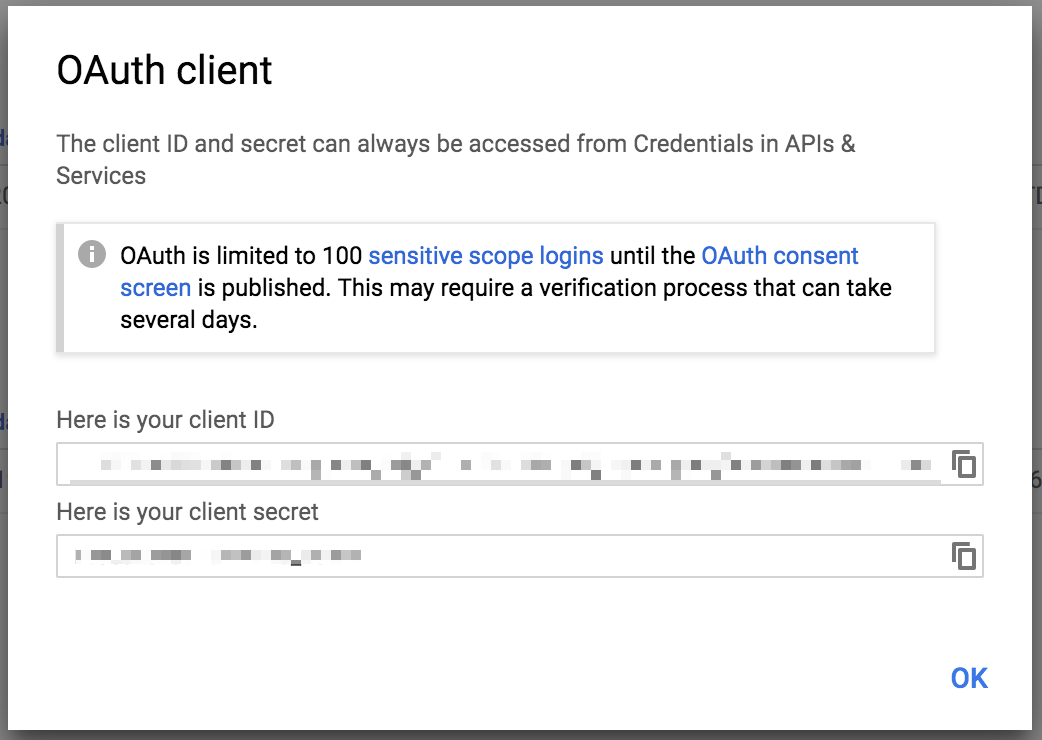 OAuth client
The client ID and secret can always be accessed from Credentials in APIs &
Services
OAuth is limited to 100 sensitive scope logins until the OAuth consent
screen is published. This may require a verification process that can take
several days.
Here is your client ID
Here is your client secret
OK